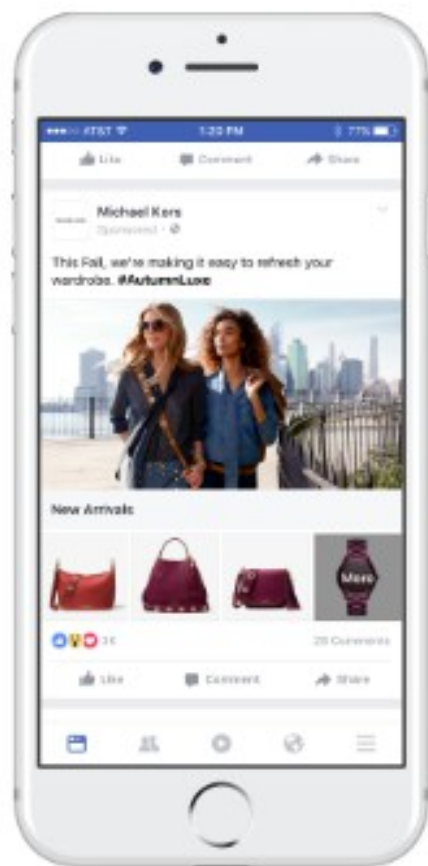 AT&T 1:20 PM 77%
Like Comment Share
Michael Kors
Sponsored ·
This Fall, we're making it easy to refresh your
wardrobe. #AutumnLuxe
New Arrivals
More
3K 28 Comments
Like Comment Share